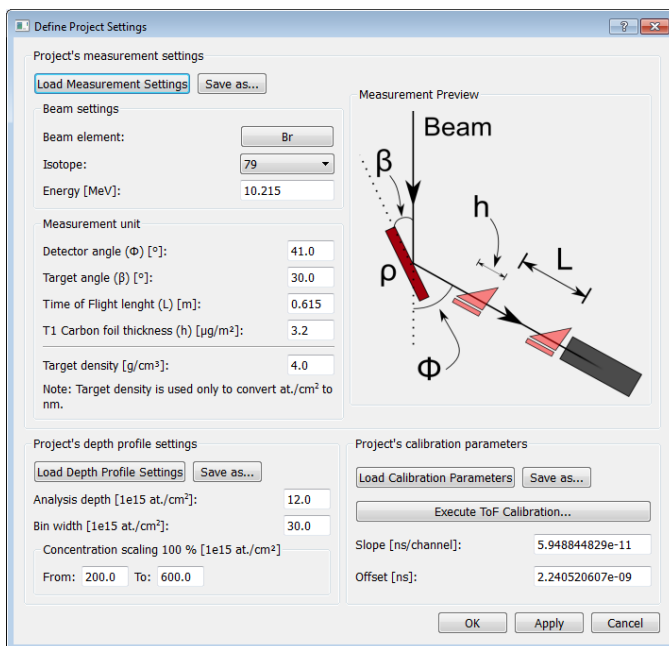 Define Project Settings
Project's measurement settings
Load Measurement Settings
Save as...
Beam settings
Beam element:
Br
Isotope:
79
Energy [MeV]:
10.215
Measurement unit
Detector angle (Φ) [º]:
41.0
Target angle (β) [º]:
30.0
Time of Flight lenght (L) [m]:
0.615
T1 Carbon foil thickness (h) [µg/m²]:
3.2
Target density [g/cm³]:
4.0
Note: Target density is used only to convert at./cm² to
nm.
Measurement Preview
Beam
β
h
L
ρ
Φ
Project's depth profile settings
Load Depth Profile Settings
Save as...
Analysis depth [1e15 at./cm²]:
12.0
Bin width [1e15 at./cm²]:
30.0
Concentration scaling 100 % [1e15 at./cm²]
From: 200.0 To: 600.0
Project's calibration parameters
Load Calibration Parameters
Save as...
Execute ToF Calibration...
Slope [ns/channel]:
5.948844829e-11
Offset [ns]:
2.240520607e-09
OK
Apply
Cancel